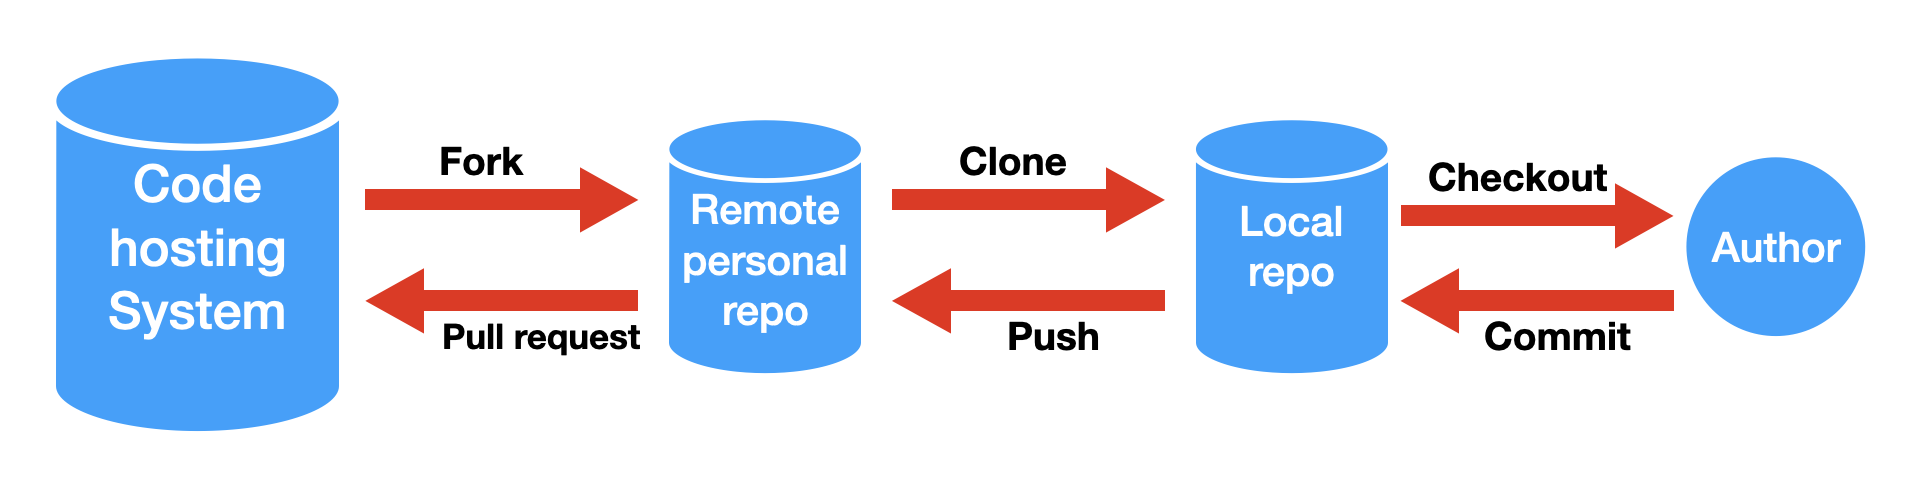 Code
hosting
System
Fork
Pull request
Remote
personal
repo
Clone
Push
Local
repo
Checkout
Commit
Author